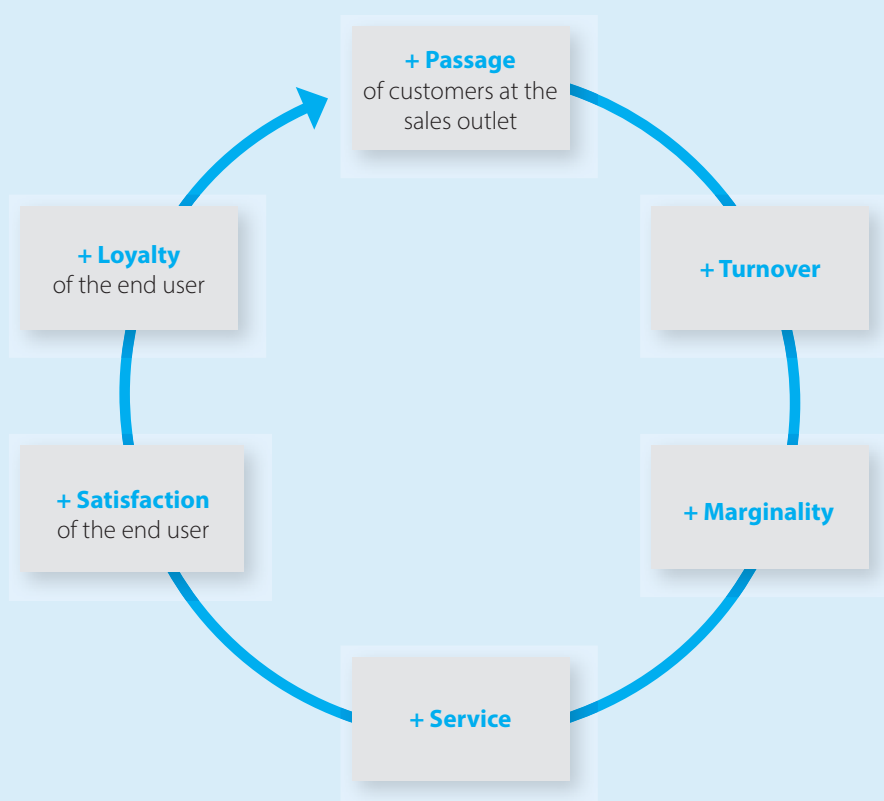 + Passage
of customers at the
sales outlet
+ Turnover
+ Marginality
+ Service
+ Satisfaction
of the end user
+ Loyalty
of the end user